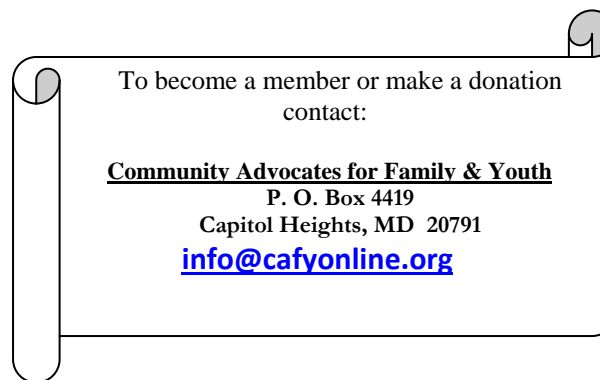 To become a member or make a donation
contact:
Community Advocates for Family & Youth
P. O. Box 4419
Capitol Heights, MD  20791
info@cafyonline.org